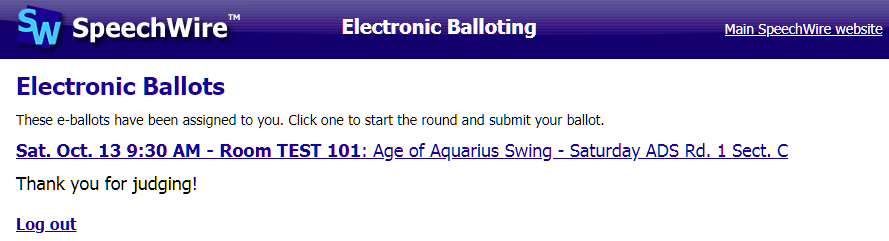 SW SpeechWire™
Electronic Balloting
Main SpeechWire website
Electronic Ballots
These e-ballots have been assigned to you. Click one to start the round and submit your ballot.
Sat. Oct. 13 9:30 AM - Room TEST 101: Age of Aquarius Swing - Saturday ADS Rd. 1 Sect. C
Thank you for judging!
Log out